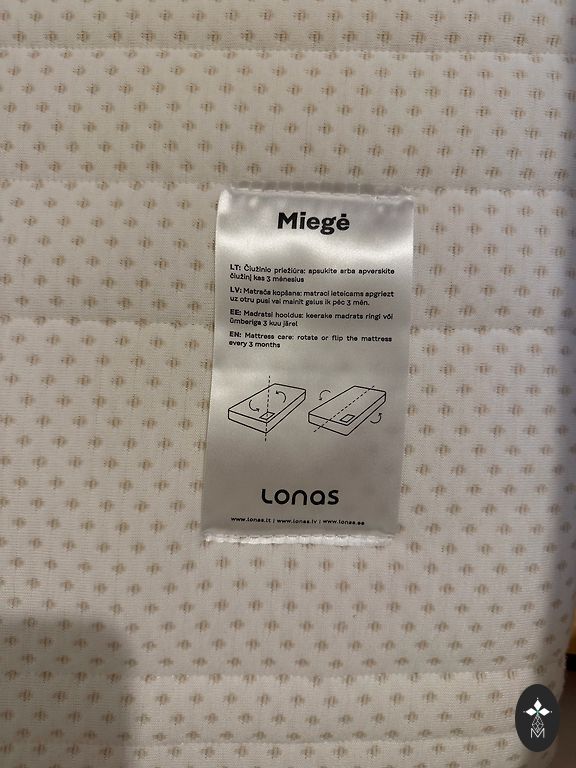 Miegė
LT: Čiužinio priežiūra: apsukite arba apverskite
čiužinį kas 3 mėnesius
LV: Matrača kopšana: matraci ieteicams apgriezt
uz otru pusi vai mainīt galus ik pēc 3 mēn.
EE: Madratsi hooldus: keerake madrats ringi või
ümberiga 3 kuu järel
EN: Mattress care: rotate or flip the mattress
every 3 months
Lonas
www.lonas.lt | www.lonas.lv | www.lonas.ee
M